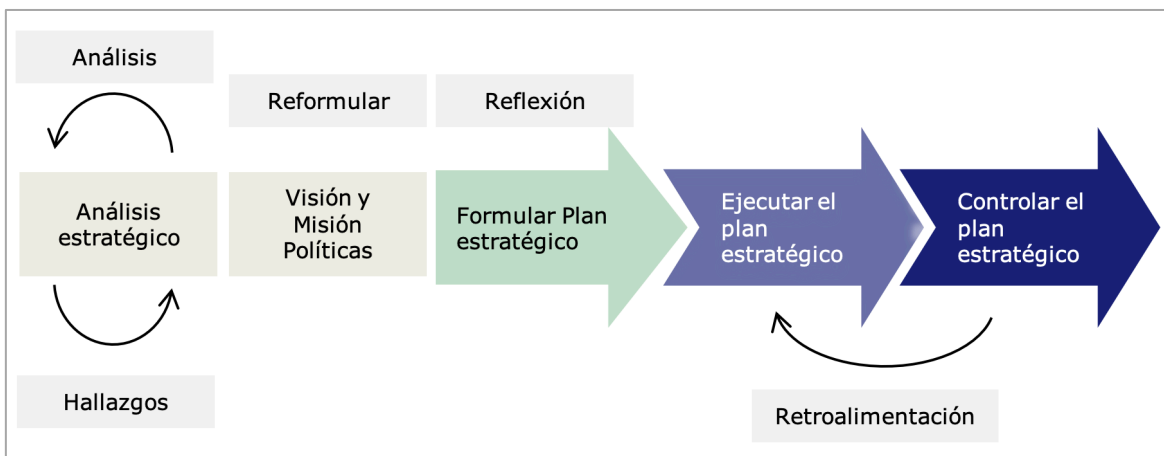 Análisis
Reformular
Reflexión
Análisis
estratégico
Visión y
Misión
Políticas
Formular Plan
estratégico
Ejecutar el
plan
estratégico
Controlar el
plan
estratégico
Hallazgos
Retroalimentación